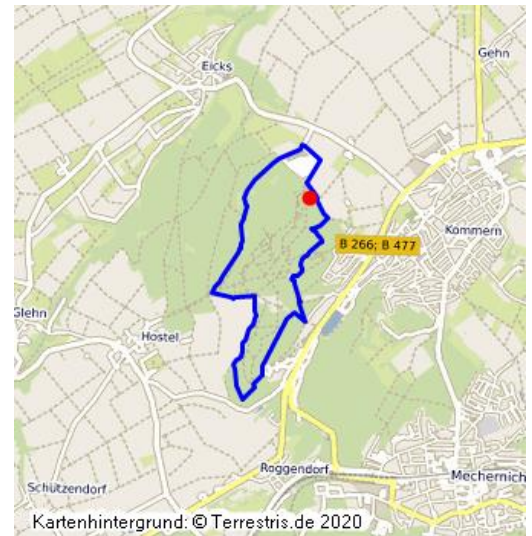 Eicks
Gehn
Kommern
B 266; B 477
Glehn
Hostel
Roggendorf
Mechernich
Schützendorf
Kartenhintergrund: © Terrestris.de 2020